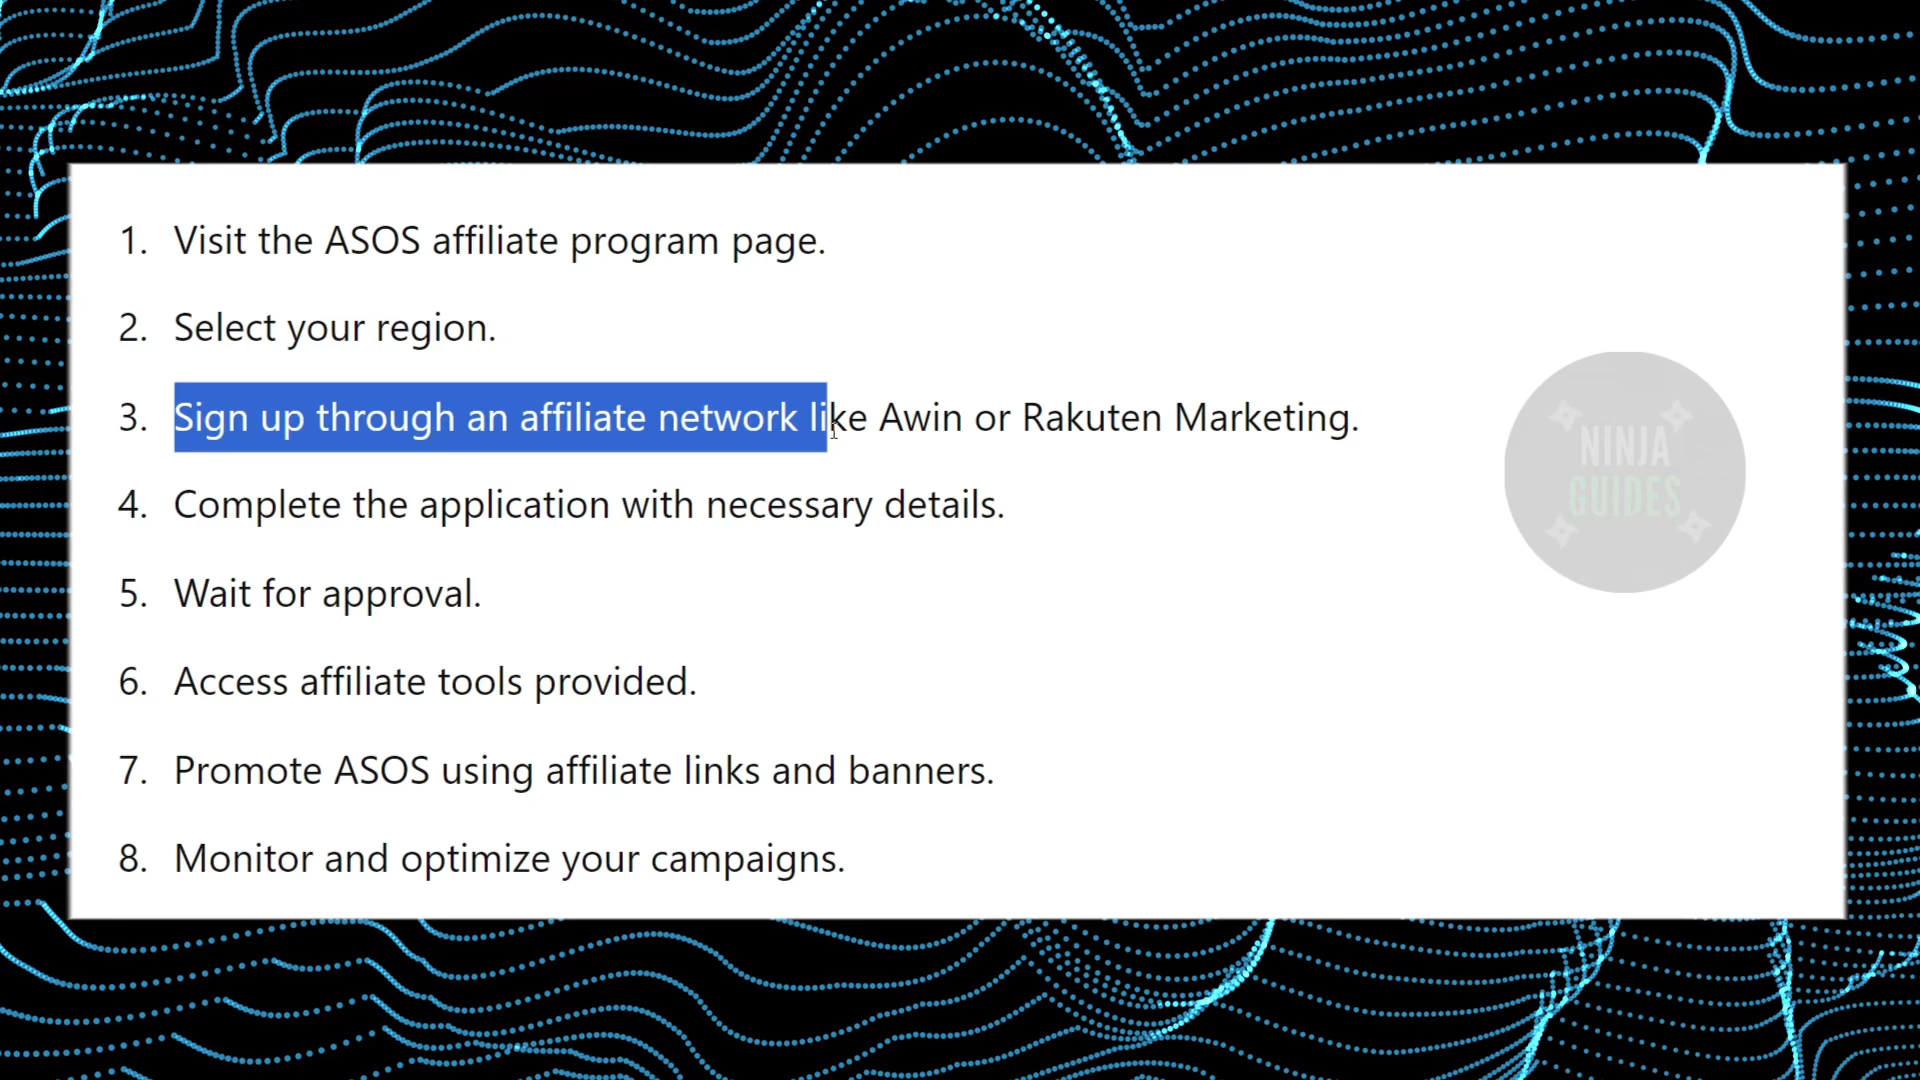 1. Visit the ASOS affiliate program page.
2. Select your region.
3. Sign up through an affiliate network like Awin or Rakuten Marketing.
NINJA
GUIDES
4. Complete the application with necessary details.
5. Wait for approval.
6. Access affiliate tools provided.
7. Promote ASOS using affiliate links and banners.
8. Monitor and optimize your campaigns.